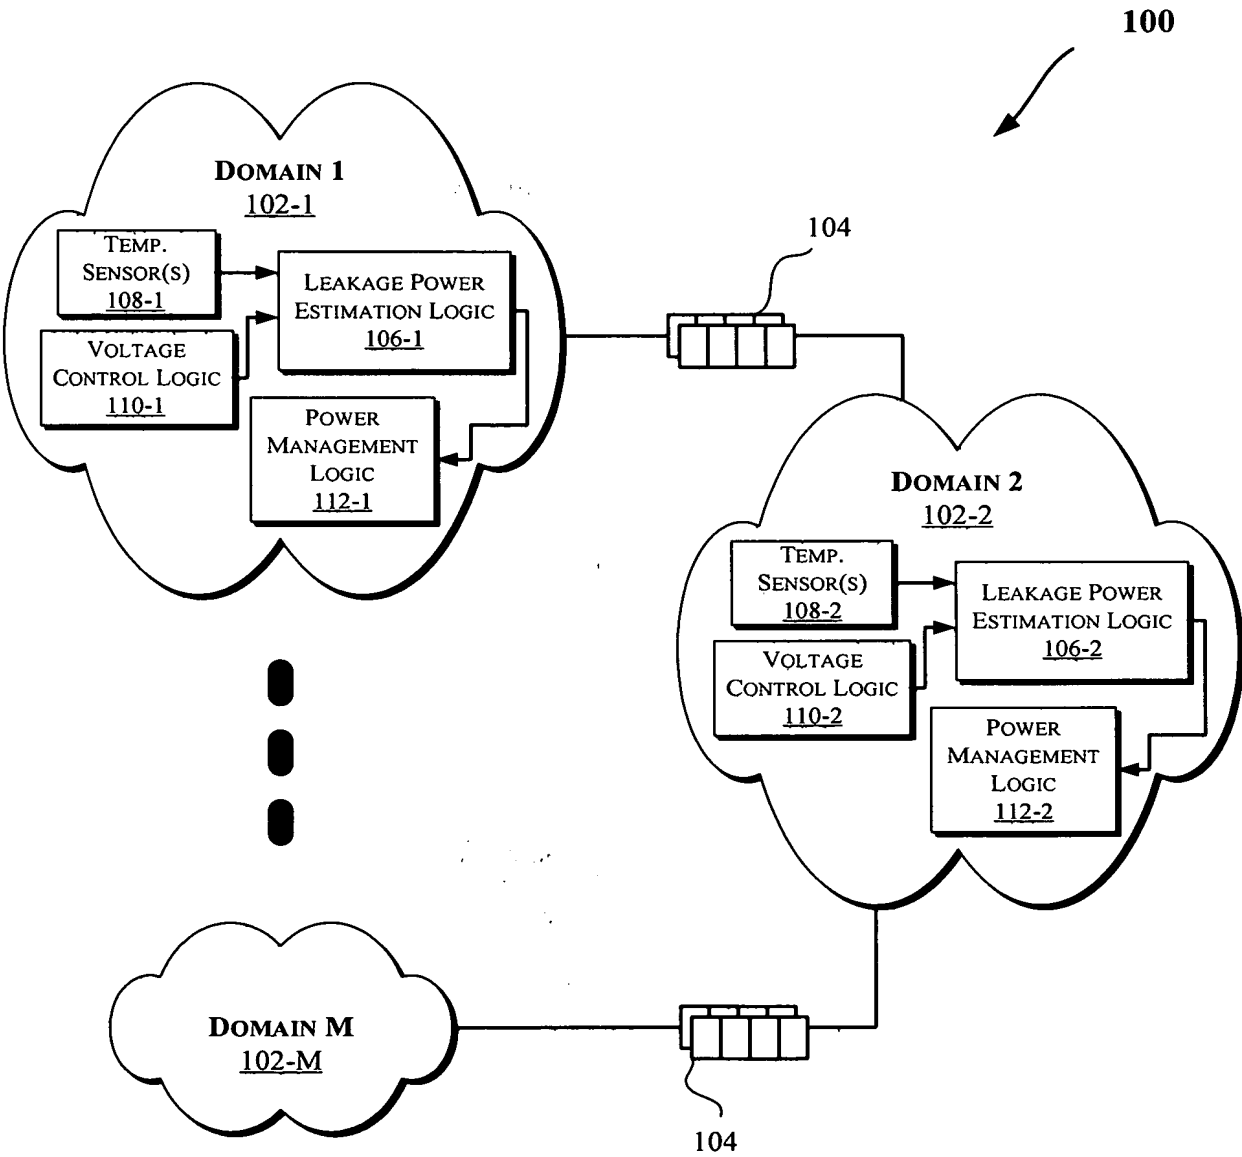 100
DOMAIN 1
102-1
TEMP.
SENSOR(S)
108-1
LEAKAGE POWER
ESTIMATION LOGIC
106-1
VOLTAGE
CONTROL LOGIC
110-1
POWER
MANAGEMENT
LOGIC
112-1
104
DOMAIN 2
102-2
TEMP.
SENSOR(S)
108-2
LEAKAGE POWER
ESTIMATION LOGIC
106-2
VOLTAGE
CONTROL LOGIC
110-2
POWER
MANAGEMENT
LOGIC
112-2
DOMAIN M
102-M
104